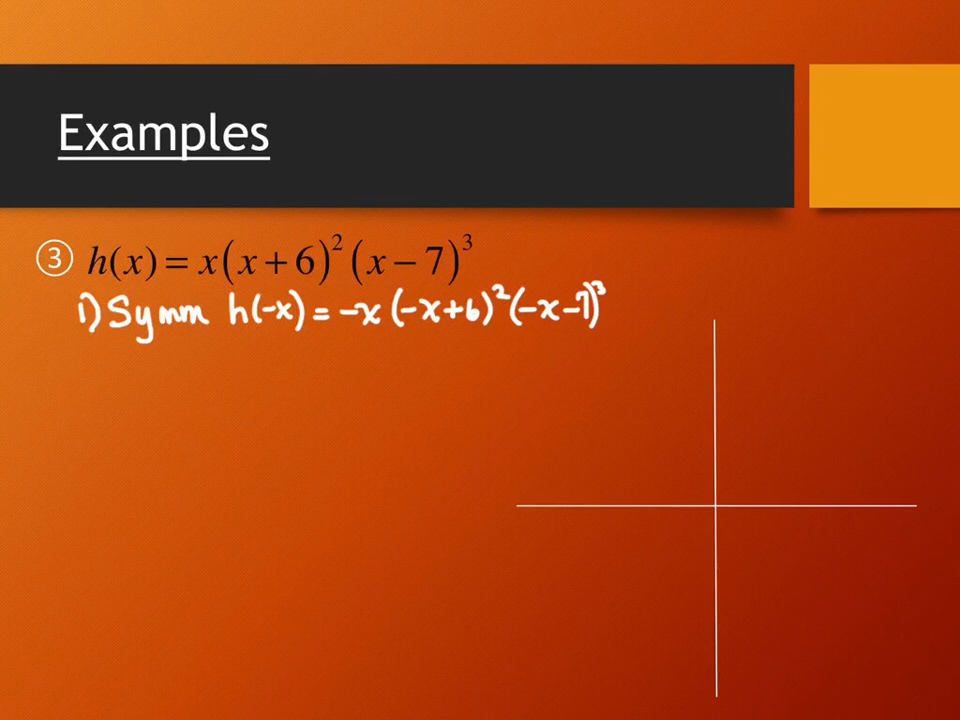 Examples
③ h(x) = x(x + 6)² (x − 7)³
i) Symm h(-x) = -x (-x+6)² (-x-7)³